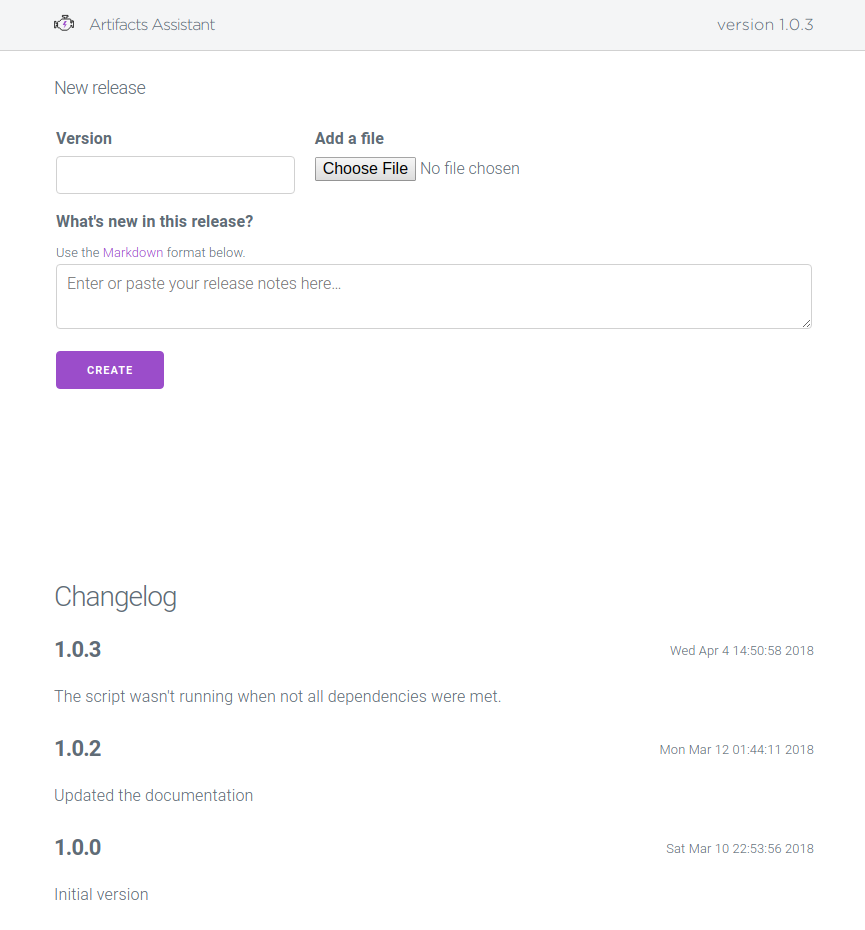 Artifacts Assistant version 1.0.3
New release
Version Add a file
Choose File No file chosen
What's new in this release?
Use the Markdown format below.
Enter or paste your release notes here...
CREATE
Changelog
1.0.3 Wed Apr 4 14:50:58 2018
The script wasn't running when not all dependencies were met.
1.0.2 Mon Mar 12 01:44:11 2018
Updated the documentation
1.0.0 Sat Mar 10 22:53:56 2018
Initial version